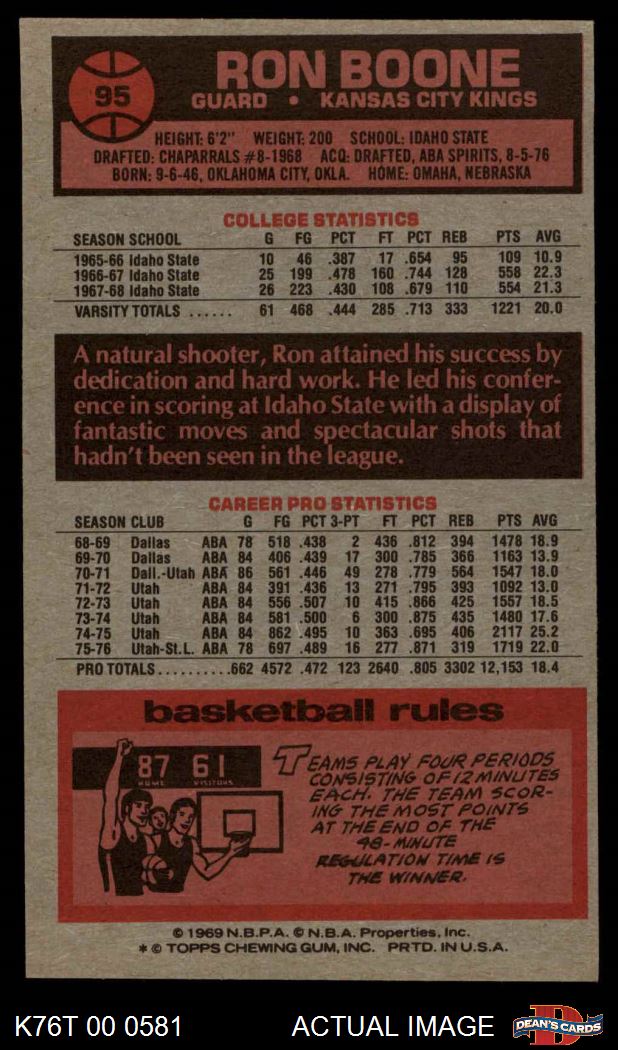 95
RON BOONE
GUARD • KANSAS CITY KINGS
HEIGHT: 6'2" WEIGHT: 200 SCHOOL: IDAHO STATE
DRAFTED: CHAPARRALS #8-1968 ACQ: DRAFTED, ABA SPIRITS, 8-5-76
BORN: 9-6-46, OKLAHOMA CITY, OKLA. HOME: OMAHA, NEBRASKA
COLLEGE STATISTICS
SEASON SCHOOL G FG PCT FT PCT REB PTS AVG
1965-66 Idaho State 10 46 .387 17 .654 95 109 10.9
1966-67 Idaho State 25 199 .478 160 .744 128 558 22.3
1967-68 Idaho State 26 223 .430 108 .679 110 554 21.3
VARSITY TOTALS ...... 61 468 .444 285 .713 333 1221 20.0
A natural shooter, Ron attained his success by
dedication and hard work. He led his confer-
ence in scoring at Idaho State with a display of
fantastic moves and spectacular shots that
hadn't been seen in the league.
CAREER PRO STATISTICS
SEASON CLUB G FG PCT 3-PT FT PCT REB PTS AVG
68-69 Dallas ABA 78 518 .438 2 436 .812 394 1478 18.9
69-70 Dallas ABA 84 406 .439 17 300 .785 366 1163 13.9
70-71 Dall.-Utah ABA 86 561 .446 49 278 .779 564 1547 18.0
71-72 Utah ABA 84 391 .436 13 271 .795 393 1092 13.0
72-73 Utah ABA 84 556 .507 10 415 .866 425 1557 18.5
73-74 Utah ABA 84 581 .500 6 300 .875 435 1480 17.6
74-75 Utah ABA 84 862 .495 10 363 .695 406 2117 25.2
75-76 Utah-St.L. ABA 78 697 .489 16 277 .871 319 1719 22.0
PRO TOTALS.......... .662 4572 .472 123 2640 .805 3302 12,153 18.4
basketball rules
87 61
HOME VISITORS
TEAMS PLAY FOUR PERIODS
CONSISTING OF 12 MINUTES
EACH. THE TEAM SCOR-
ING THE MOST POINTS
AT THE END OF THE
48-MINUTE
REGULATION TIME IS
THE WINNER.
© 1969 N.B.P.A. © N.B.A. Properties, Inc.
* © TOPPS CHEWING GUM, INC. PRTD. IN U.S.A.
K76T 00 0581 ACTUAL IMAGE
D
DEAN'S CARDS